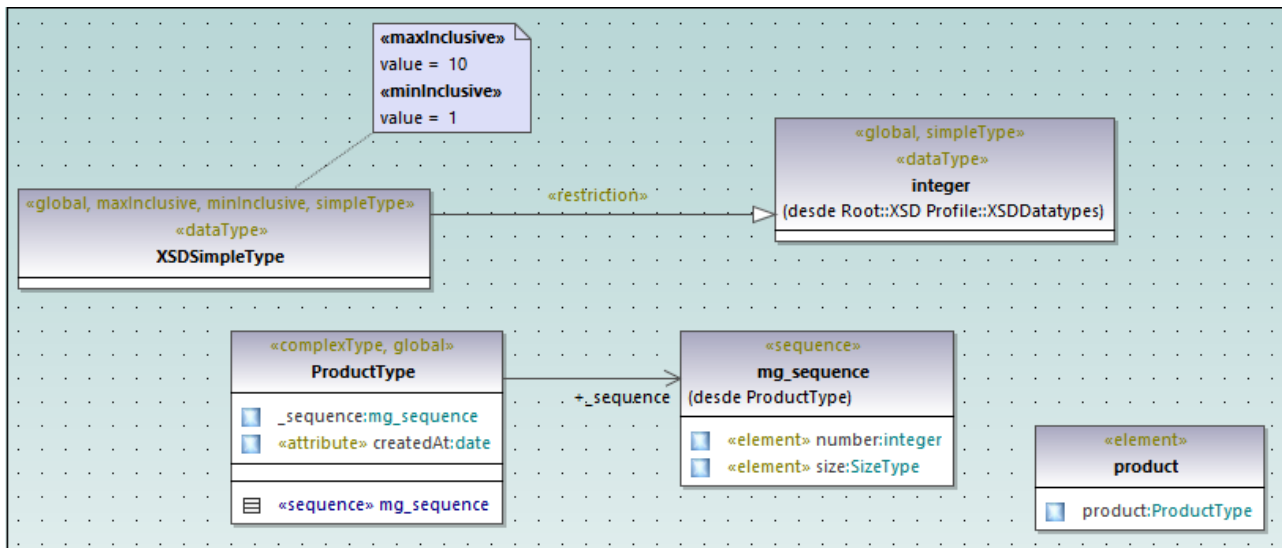 «maxInclusive»
value = 10
«minInclusive»
value = 1
«global, simpleType»
«dataType»
integer
(desde Root::XSD Profile::XSDDatatypes)
«restriction»
«global, maxInclusive, minInclusive, simpleType»
«dataType»
XSDSimpleType
«complexType, global»
ProductType
_sequence:mg_sequence
«attribute» createdAt:date
«sequence» mg_sequence
+_sequence
«sequence»
mg_sequence
(desde ProductType)
«element» number:integer
«element» size:SizeType
«element»
product
product:ProductType